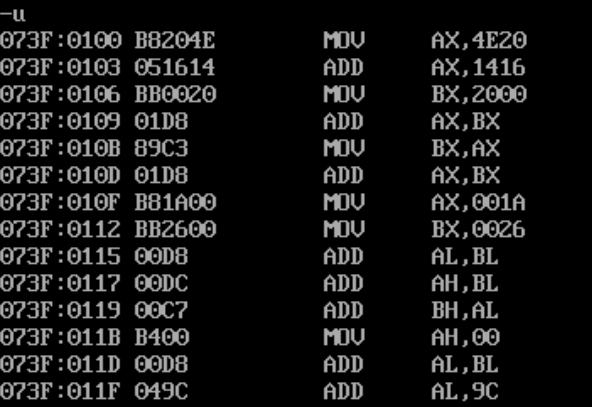 -u
073F:0100 B8204E MOV AX,4E20
073F:0103 051614 ADD AX,1416
073F:0106 BB0020 MOV BX,2000
073F:0109 01D8 ADD AX,BX
073F:010B 89C3 MOV BX,AX
073F:010D 01D8 ADD AX,BX
073F:010F B81A00 MOV AX,001A
073F:0112 BB2600 MOV BX,0026
073F:0115 00D8 ADD AL,BL
073F:0117 00DC ADD AH,BL
073F:0119 00C7 ADD BH,AL
073F:011B B400 MOV AH,00
073F:011D 00D8 ADD AL,BL
073F:011F 049C ADD AL,9C